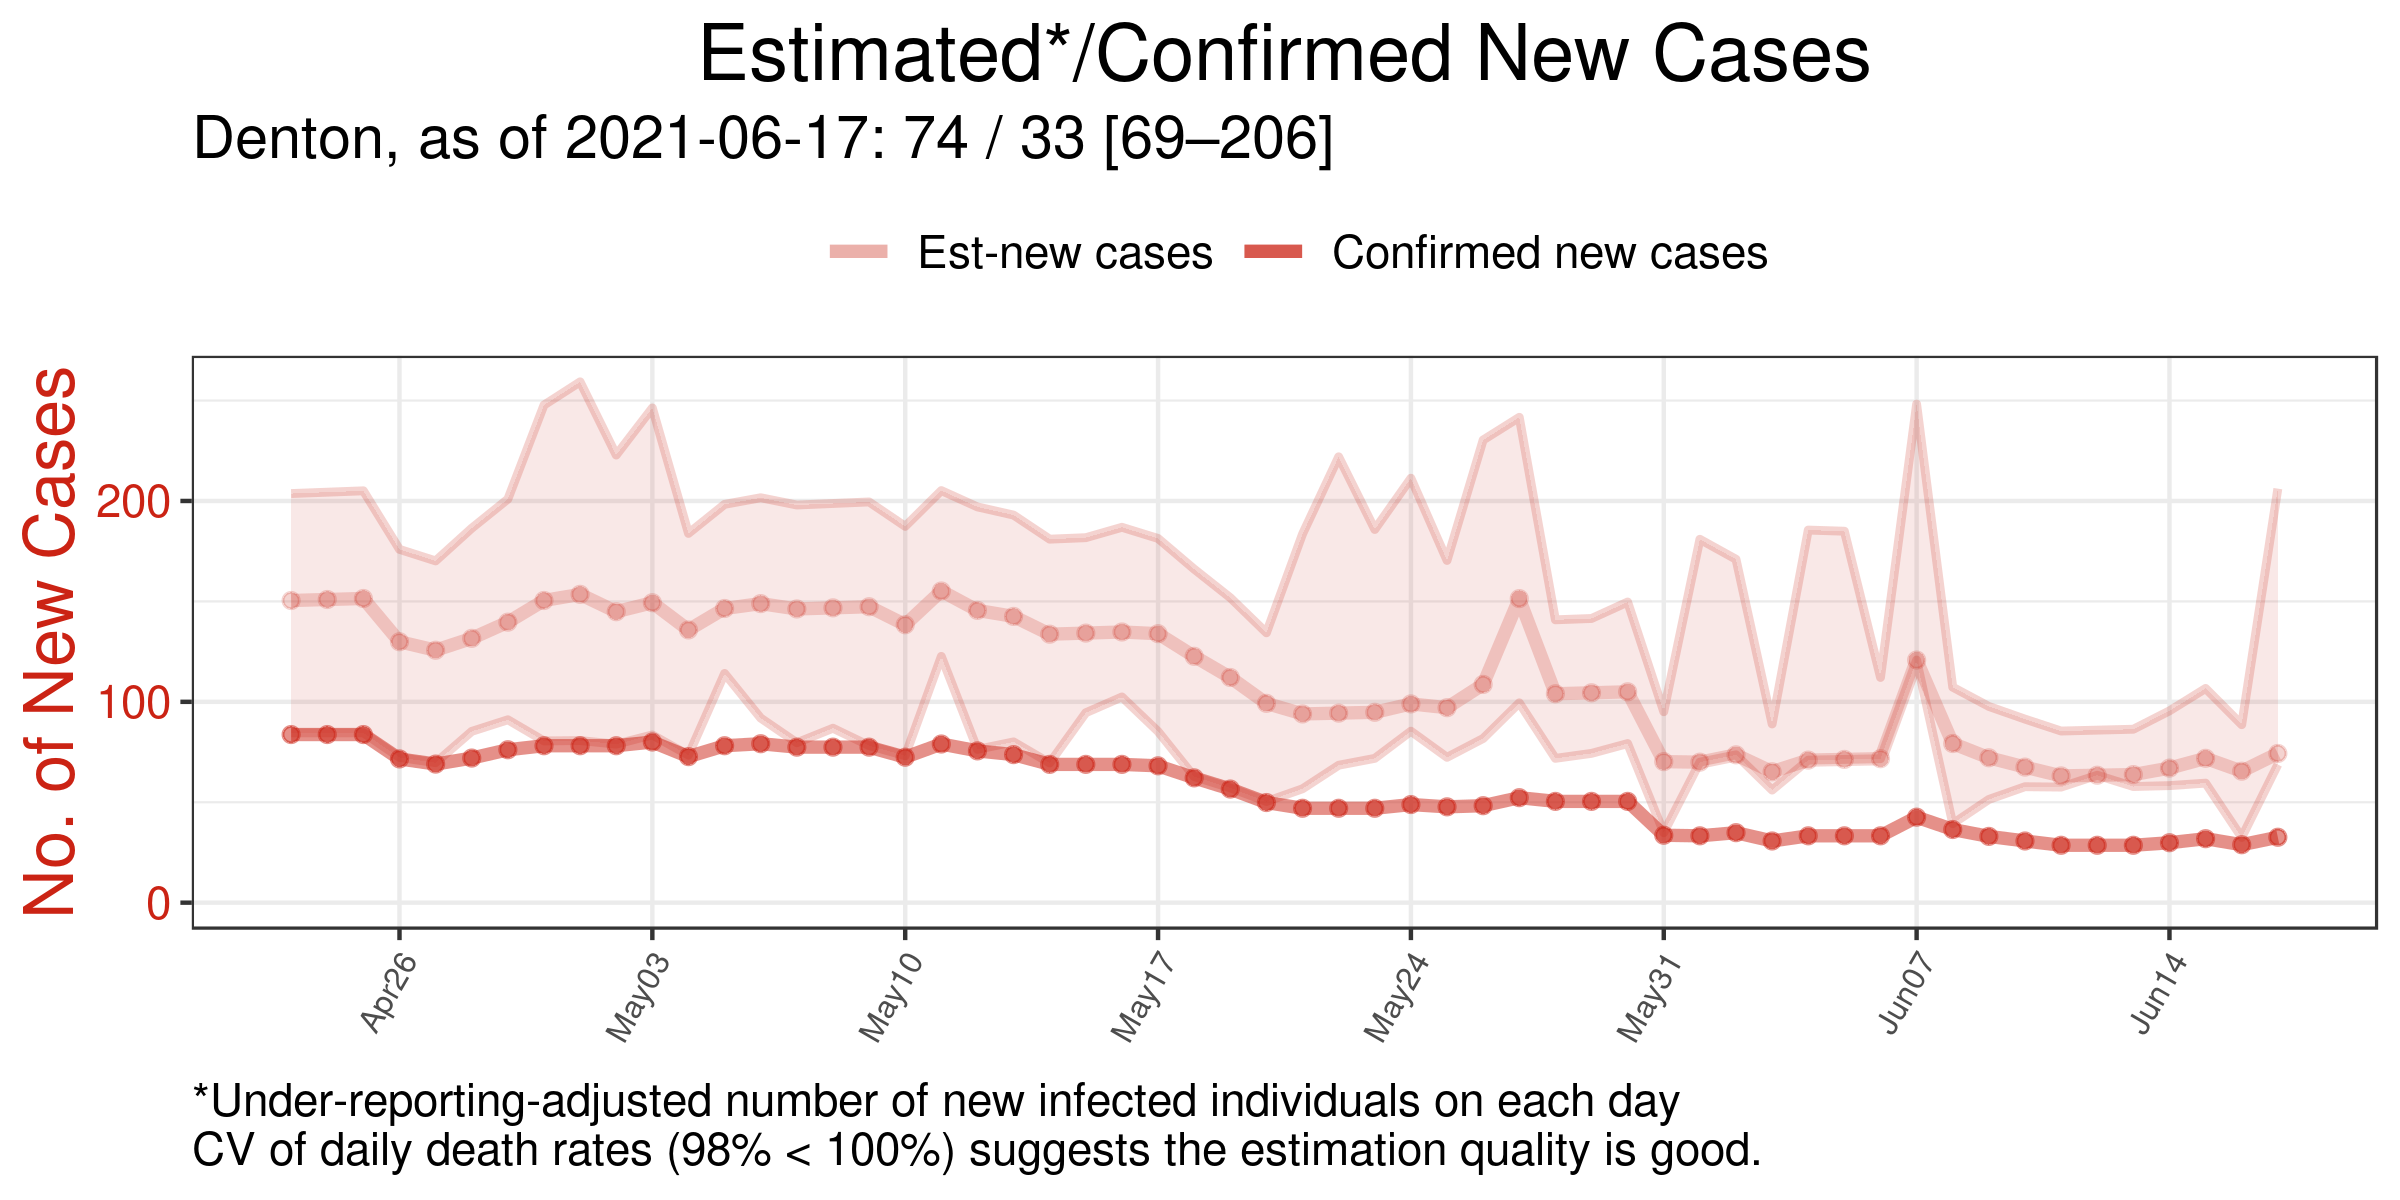 Estimated*/Confirmed New Cases
Denton, as of 2021-06-17: 74 / 33 [69–206]
Est-new cases
Confirmed new cases
No. of New Cases
200
100
0
Apr26
May03
May10
May17
May24
May31
Jun07
Jun14
*Under-reporting-adjusted number of new infected individuals on each day
CV of daily death rates (98% < 100%) suggests the estimation quality is good.